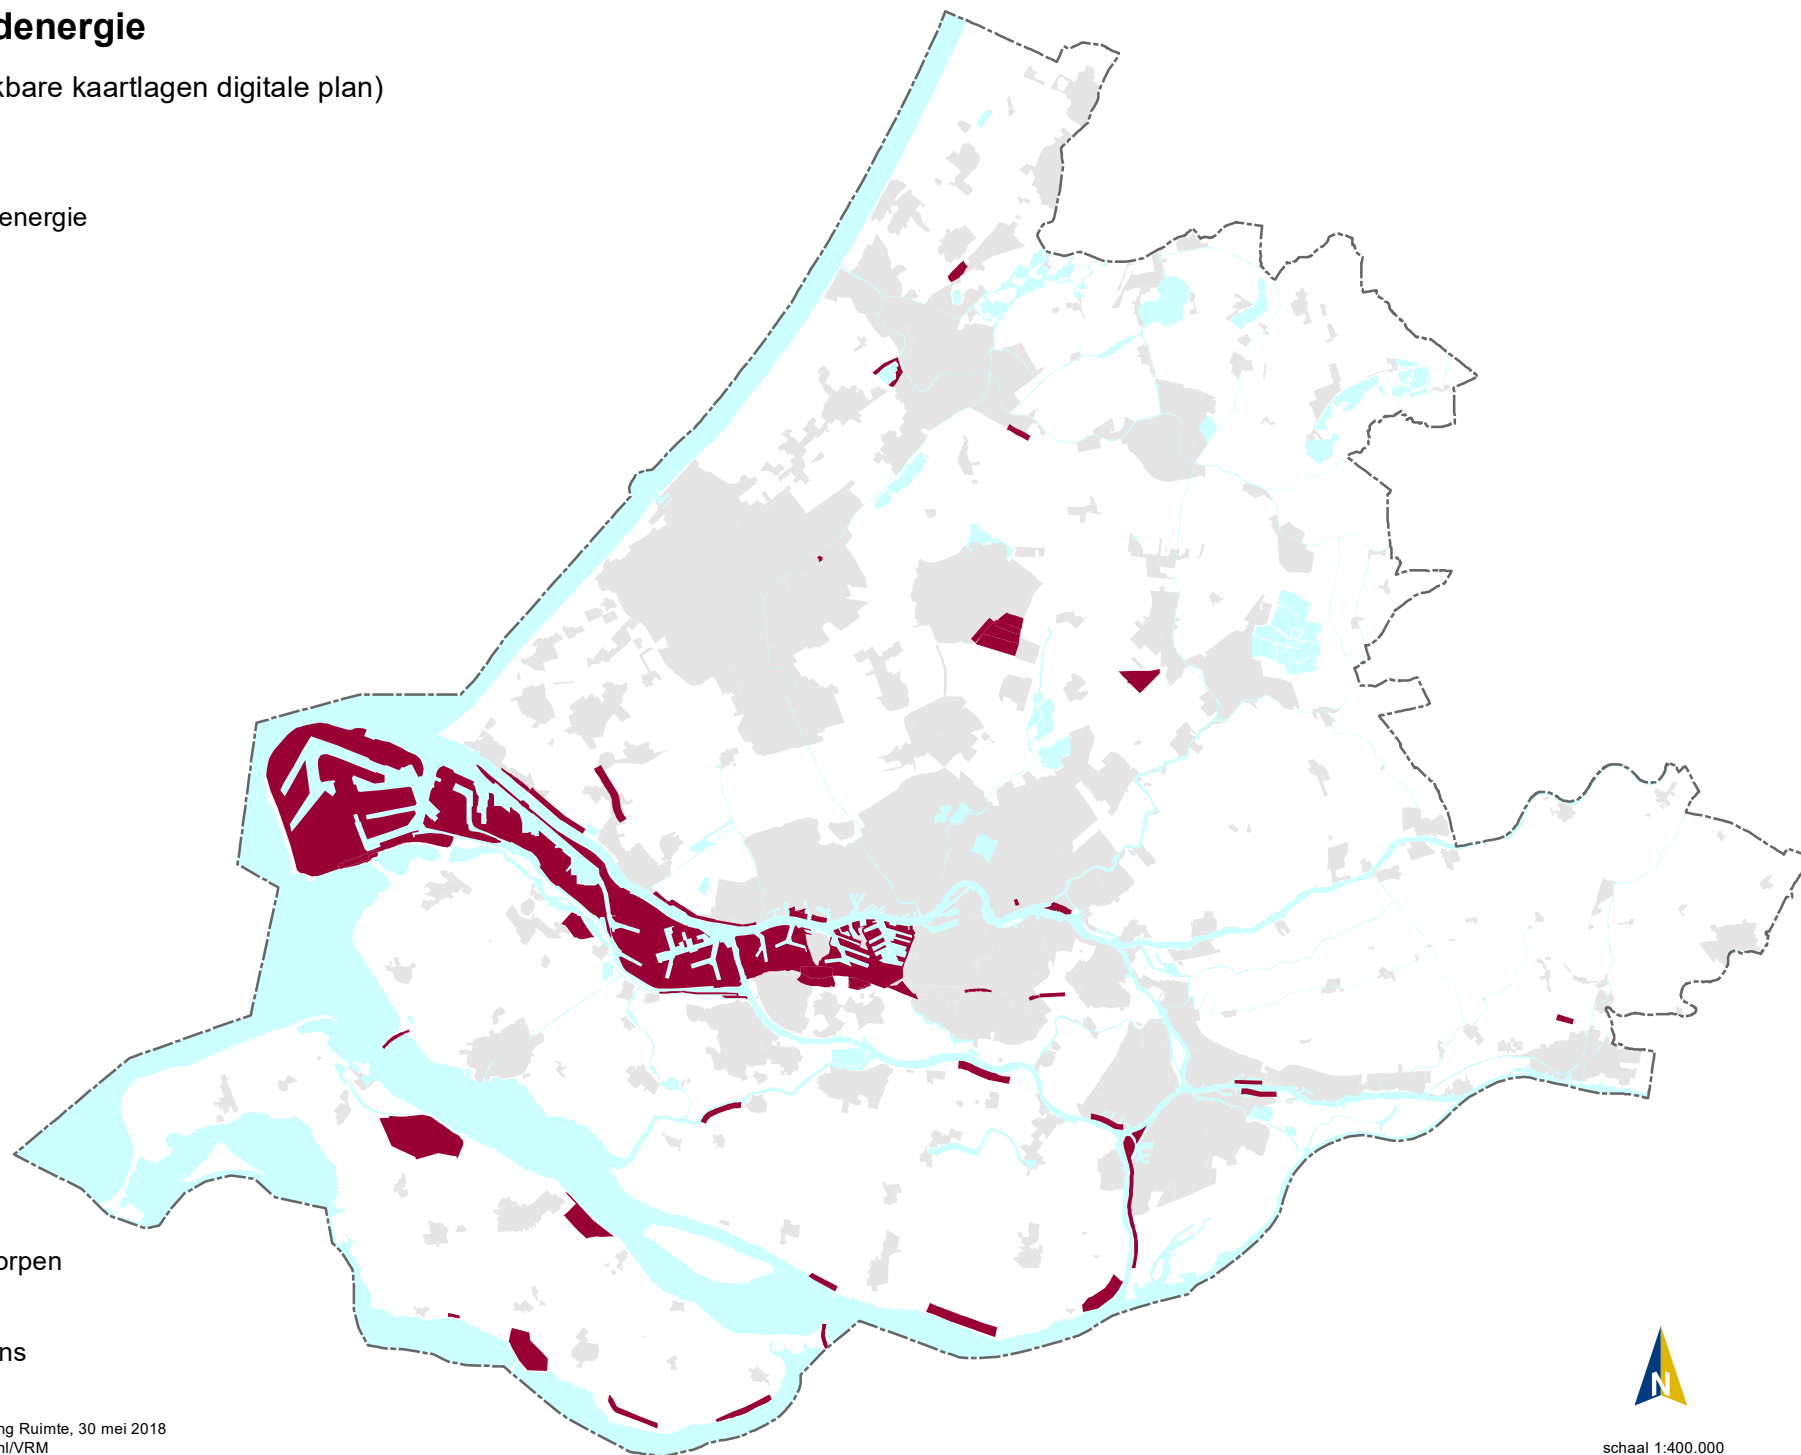 denergie
kbare kaartlagen digitale plan)
energie
orpen
ns
ng Ruimte, 30 mei 2018
nl/VRM
N
schaal 1:400.000